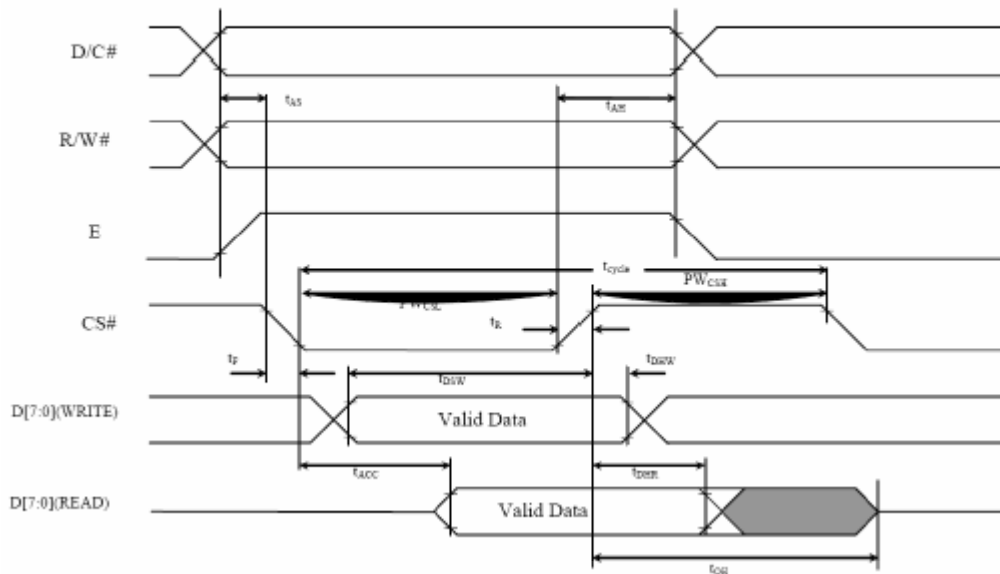 D/C#
tAS
tAH
R/W#
E
tcycle
PWCSL
PWCSH
CS#
tR
tF
tDSW
tDHW
D[7:0](WRITE)
Valid Data
tACC
tDHR
D[7:0](READ)
Valid Data
tOH